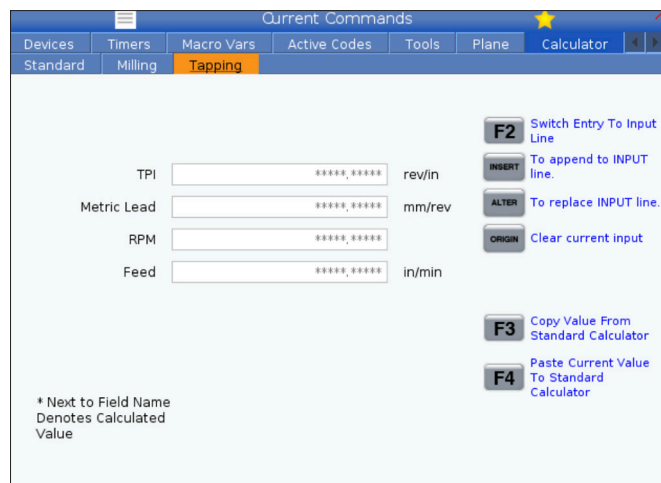 Current Commands
Devices Timers Macro Vars Active Codes Tools Plane Calculator
Standard Milling Tapping
F2 Switch Entry To Input
Line
TPI *****.***** rev/in
INSERT To append to INPUT
line.
Metric Lead *****.***** mm/rev
ALTER To replace INPUT line.
RPM *****.*****
ORIGIN Clear current input
Feed *****.***** in/min
F3 Copy Value From
Standard Calculator
F4 Paste Current Value
To Standard
Calculator
* Next to Field Name
Denotes Calculated
Value